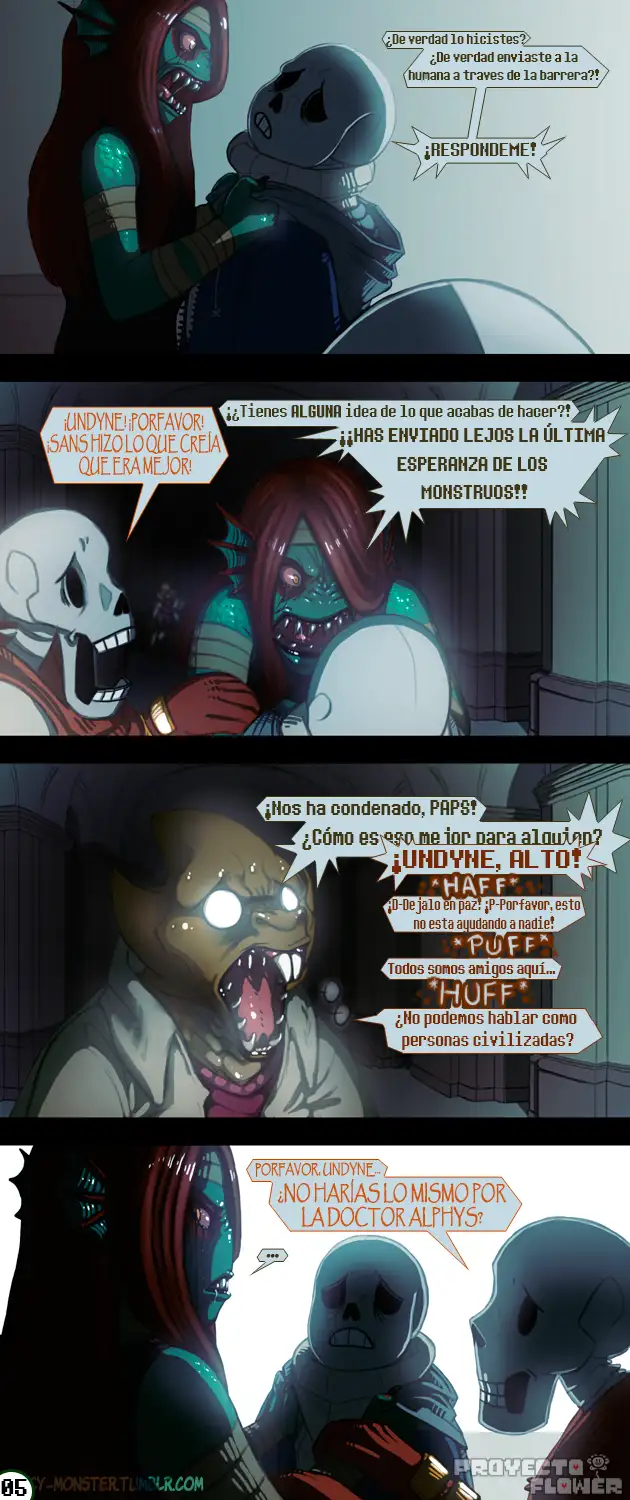 ¿De verdad lo hicistes?
¿De verdad enviaste a la
humana a traves de la barrera?!
¡RESPONDEME!
¡UNDYNE! ¡PORFAVOR!
¡SANS HIZO LO QUE CREÍA
QUE ERA MEJOR!
¡¿Tienes ALGUNA idea de lo que acabas de hacer?!
¡¡HAS ENVIADO LEJOS LA ÚLTIMA
ESPERANZA DE LOS
MONSTRUOS!!
¡Nos ha condenado, PAPS!
¿Cómo es eso mejor para alguien?
¡UNDYNE, ALTO!
*HAFF*
¡D-Dejalo en paz! ¡P-Porfavor, esto
no esta ayudando a nadie!
*PUFF*
Todos somos amigos aquí...
*HUFF*
¿No podemos hablar como
personas civilizadas?
PORFAVOR, UNDYNE...
¿NO HARÍAS LO MISMO POR
LA DOCTOR ALPHYS?
...
05
SY-MONSTER.TUMBLR.COM
PROYECTO
FLOWER